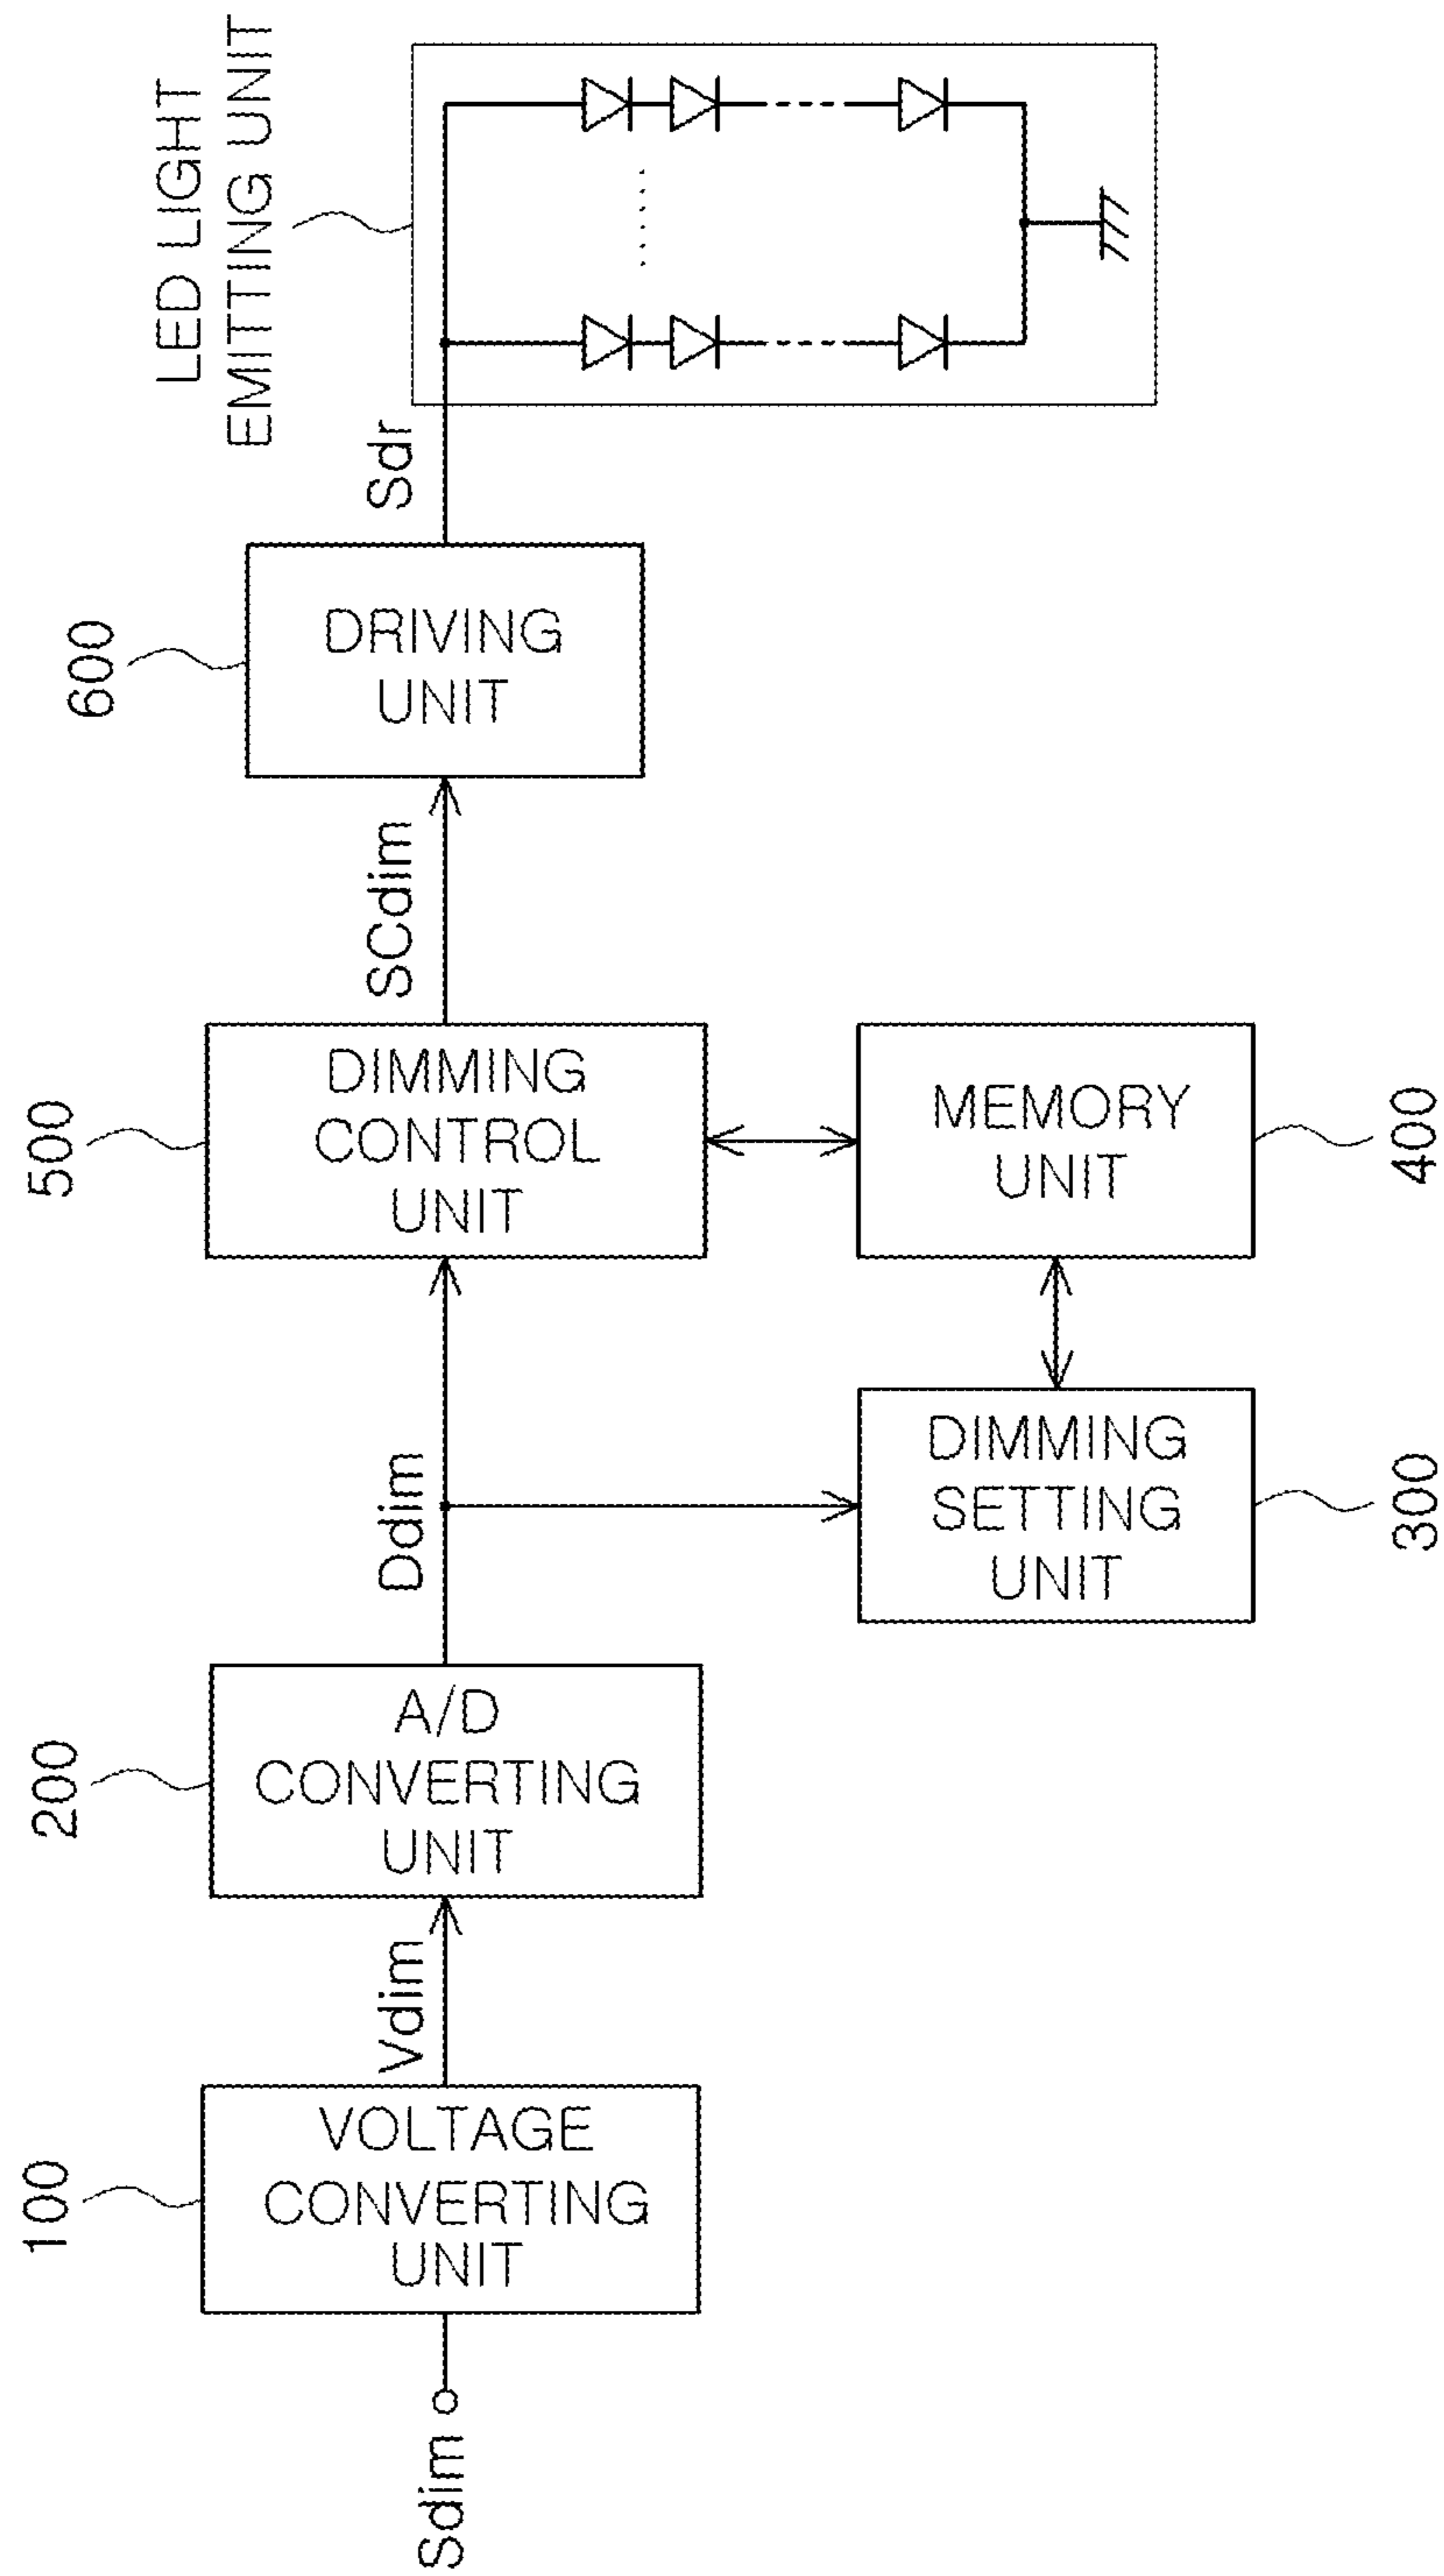 LED LIGHT
EMITTING UNIT
600
DRIVING
UNIT
Sdr
SCdim
500
DIMMING
CONTROL
UNIT
MEMORY
UNIT
400
Ddim
DIMMING
SETTING
UNIT
300
200
A/D
CONVERTING
UNIT
Vdim
100
VOLTAGE
CONVERTING
UNIT
Sdim